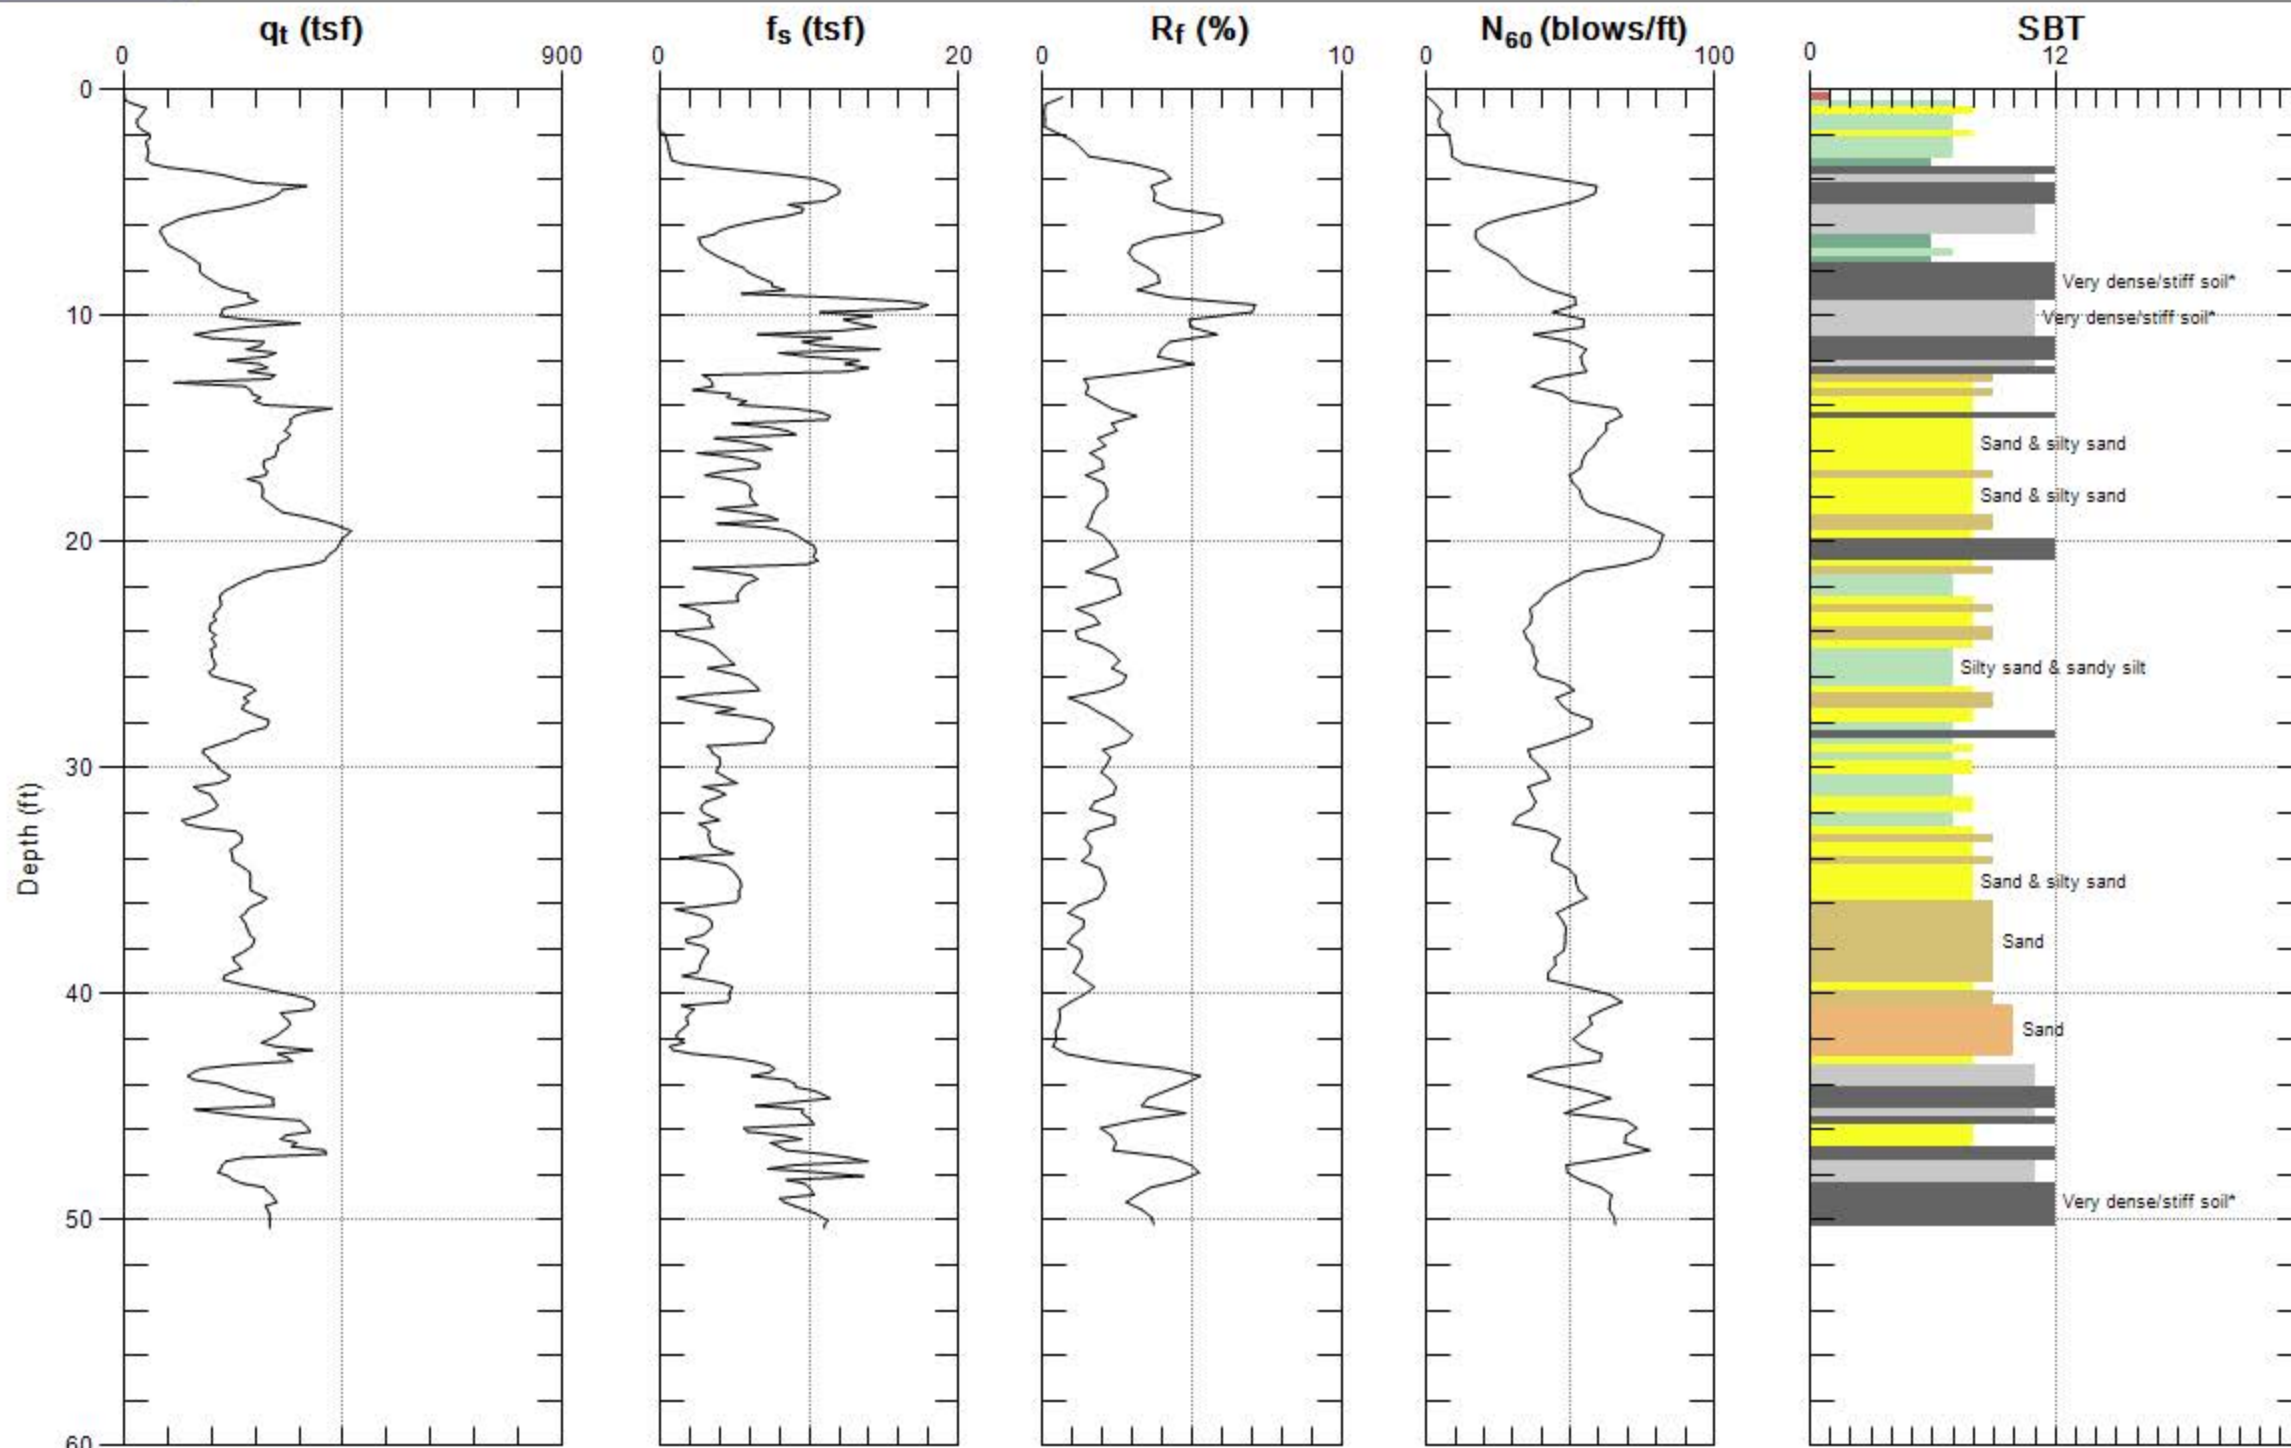 qt (tsf)
fs (tsf)
Rf (%)
N60 (blows/ft)
SBT
0 900
0 20
0 10
0 100
0 12
0
10
20
30
40
50
60
Depth (ft)
Very dense/stiff soil*
Very dense/stiff soil*
Sand & silty sand
Sand & silty sand
Silty sand & sandy silt
Sand & silty sand
Sand
Sand
Very dense/stiff soil*